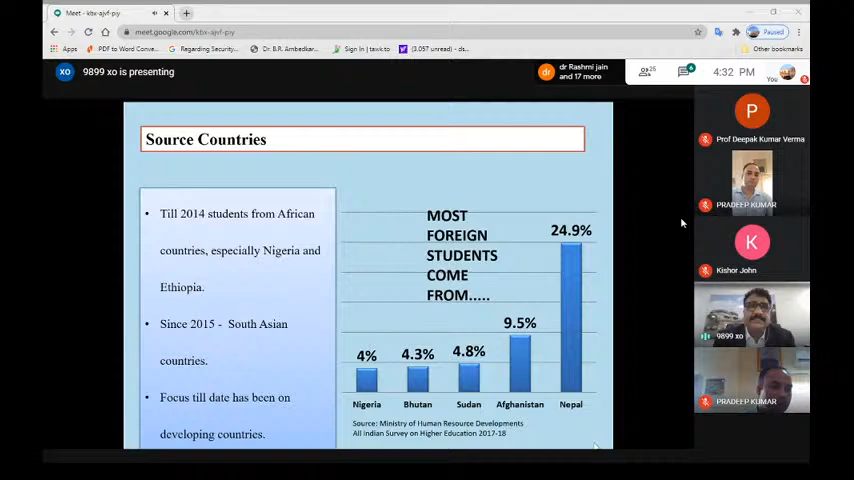 Meet - kbx-ajvf-piy
meet.google.com/kbx-ajvf-piy
Paused
Apps
PDF to Word Conve...
Regarding Security...
Dr. B.R. Ambedkar...
Sign In | tawk.to
(3,057 unread) - ds...
Other bookmarks
XO
9899 xo is presenting
dr
dr Rashmi jain
and 17 more
25
6
4:32 PM
You
Source Countries
• Till 2014 students from African
countries, especially Nigeria and
Ethiopia.
• Since 2015 - South Asian
countries.
• Focus till date has been on
developing countries.
MOST
FOREIGN
STUDENTS
COME
FROM.....
4%
4.3%
4.8%
9.5%
24.9%
Nigeria
Bhutan
Sudan
Afghanistan
Nepal
Source: Ministry of Human Resource Developments
All Indian Survey on Higher Education 2017-18
P
Prof Deepak Kumar Verma
PRADEEP KUMAR
K
Kishor John
9899 xo
PRADEEP KUMAR